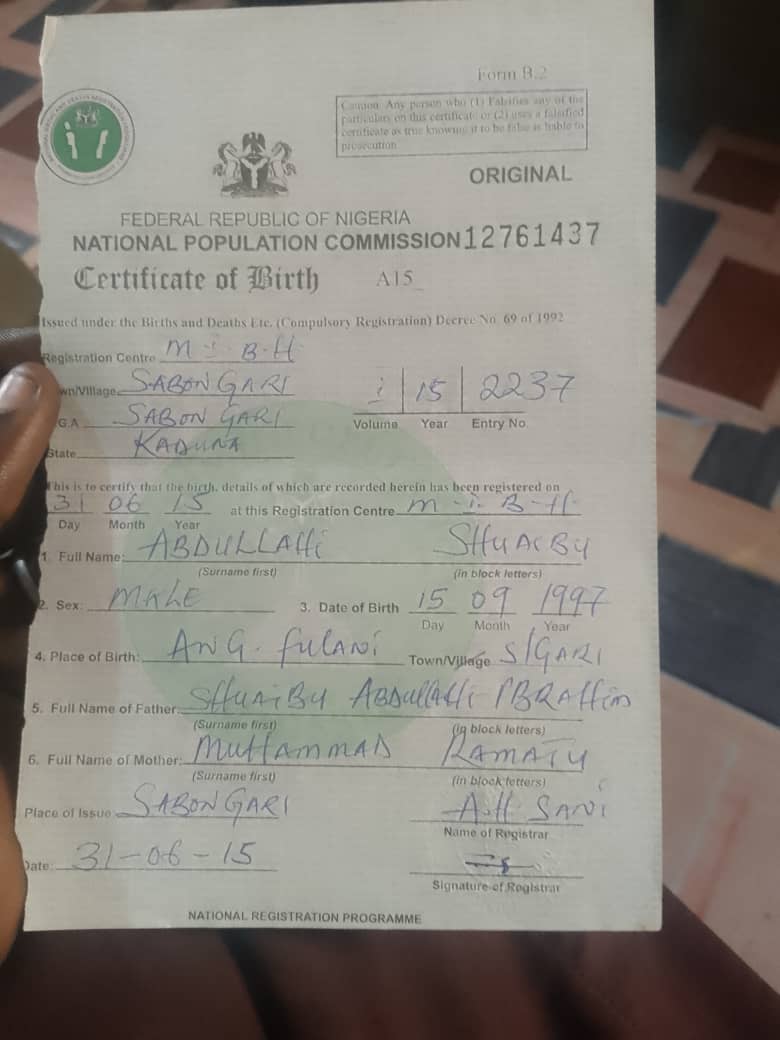 Form B.2
Caution: Any person who (1) Falsifies any of the
particulars on this certificate or (2) uses a falsified
certificate as true knowing it to be false is liable to
prosecution
ORIGINAL
FEDERAL REPUBLIC OF NIGERIA
NATIONAL POPULATION COMMISSION 12761437
Certificate of Birth A15
Issued under the Births and Deaths Etc. (Compulsory Registration) Decree No. 69 of 1992
Registration Centre M.I.B.H
wn/Village SABON GARI
G.A SABON GARI
State KADUNA
i 15 2237
Volume Year Entry No.
This is to certify that the birth, details of which are recorded herein has been registered on
31 06 15 at this Registration Centre M.I.B.H
Day Month Year
1. Full Name: ABDULLAHi SHUAIBU
(Surname first) (in block letters)
2. Sex: MALE 3. Date of Birth 15 09 1997
Day Month Year
4. Place of Birth: ANG. FULANI Town/Village S/GARI
5. Full Name of Father: SHUAIBU ABDULLAHI IBRAHIM
(Surname first) (in block letters)
6. Full Name of Mother: MUHAMMAD RAMATU
(Surname first) (in block letters)
Place of Issue SABON GARI A.H SANI
Name of Registrar
Date: 31-06-15
Signature of Registrar
NATIONAL REGISTRATION PROGRAMME